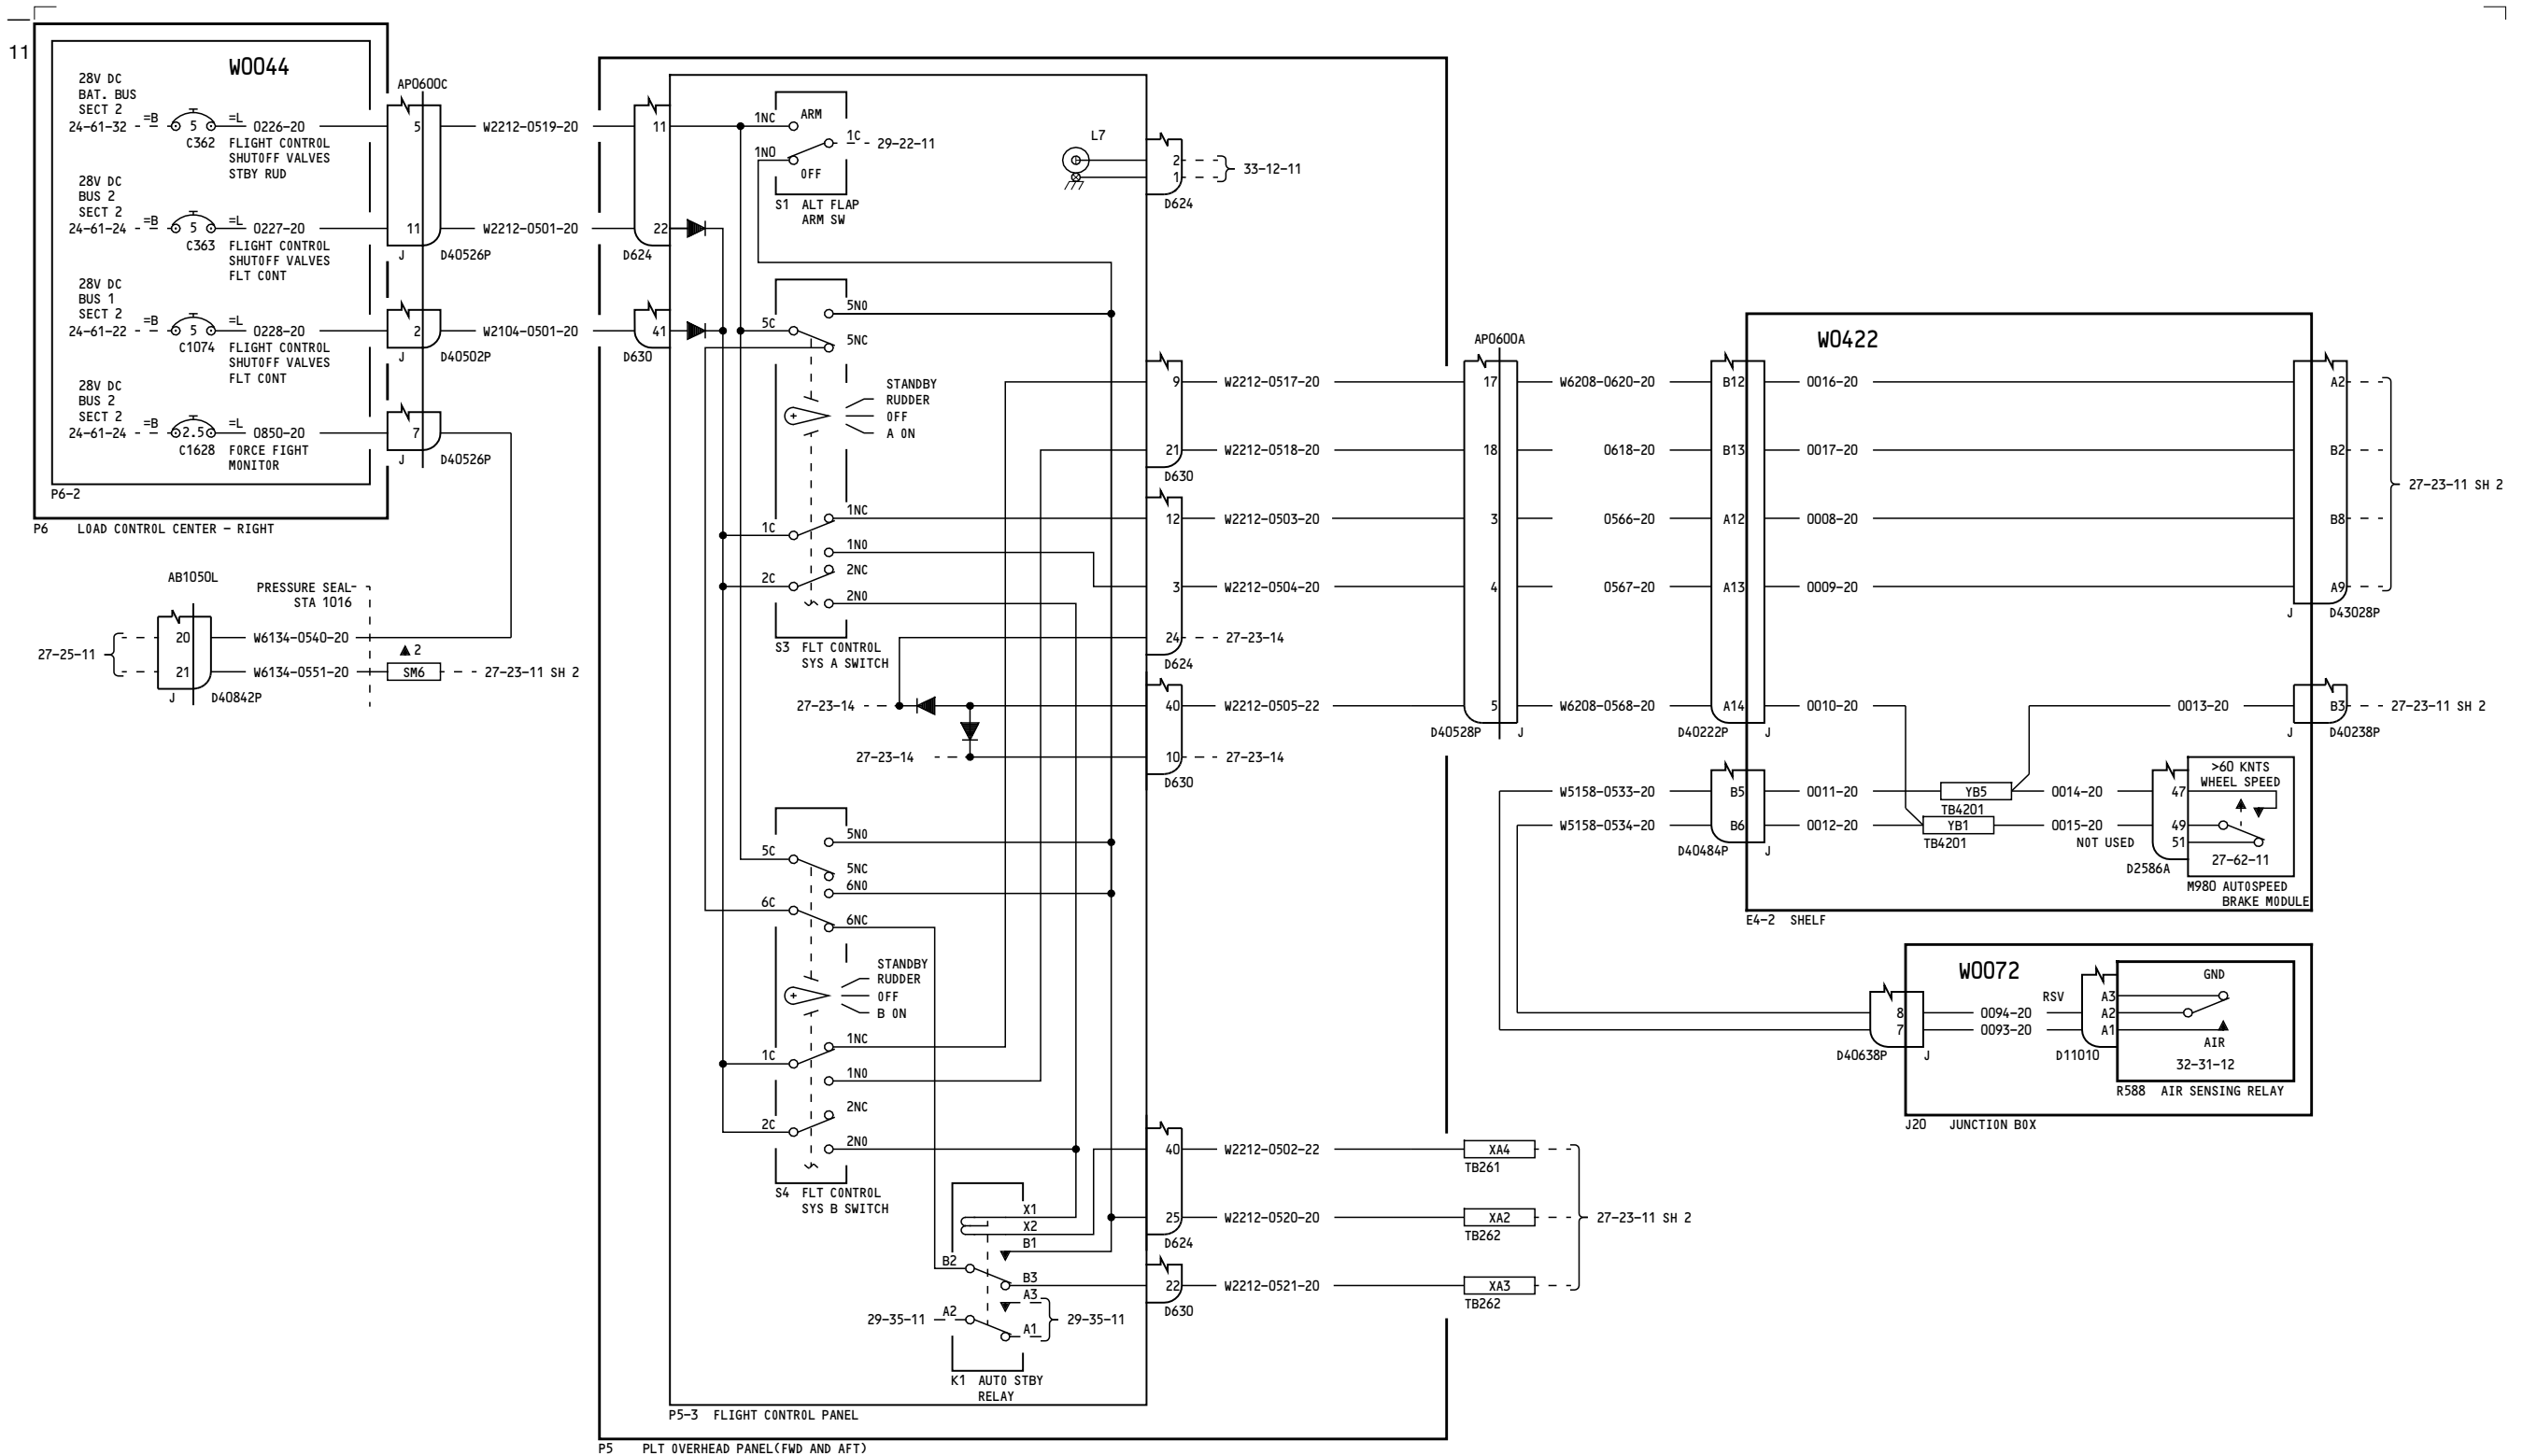 11
W0044
28V DC
BAT. BUS
SECT 2
24-61-32
=B
5
=L
0226-20
C362
FLIGHT CONTROL
SHUTOFF VALVES
STBY RUD
28V DC
BUS 2
SECT 2
24-61-24
=B
5
=L
0227-20
C363
FLIGHT CONTROL
SHUTOFF VALVES
FLT CONT
28V DC
BUS 1
SECT 2
24-61-22
=B
5
=L
0228-20
C1074
FLIGHT CONTROL
SHUTOFF VALVES
FLT CONT
28V DC
BUS 2
SECT 2
24-61-24
=B
2.5
=L
0850-20
C1628
FORCE FIGHT
MONITOR
P6-2
P6 LOAD CONTROL CENTER - RIGHT
AP0600C
5
W2212-0519-20
11
W2212-0501-20
J
D40526P
2
W2104-0501-20
J
D40502P
7
J
D40526P
AB1050L
PRESSURE SEAL
STA 1016
27-25-11
20
W6134-0540-20
21
W6134-0551-20
2
SM6
27-23-11 SH 2
J
D40842P
11
22
D624
41
D630
1NC
ARM
1C
29-22-11
1NO
OFF
S1 ALT FLAP
ARM SW
L7
2
1
33-12-11
D624
5NO
5C
5NC
STANDBY
RUDDER
OFF
A ON
1NC
1C
1NO
2NC
2C
2NO
S3 FLT CONTROL
SYS A SWITCH
27-23-14
27-23-14
5NO
5C
5NC
6NO
6C
6NC
STANDBY
RUDDER
OFF
B ON
1NC
1C
1NO
2NC
2C
2NO
S4 FLT CONTROL
SYS B SWITCH
X1
X2
B1
B2
B3
A3
29-35-11
A2
29-35-11
A1
K1 AUTO STBY
RELAY
P5-3 FLIGHT CONTROL PANEL
P5 PLT OVERHEAD PANEL(FWD AND AFT)
9
W2212-0517-20
21
W2212-0518-20
D630
12
W2212-0503-20
3
W2212-0504-20
24
27-23-14
D624
40
W2212-0505-22
10
27-23-14
D630
40
W2212-0502-22
XA4
TB261
25
W2212-0520-20
XA2
27-23-11 SH 2
D624
TB262
22
W2212-0521-20
XA3
D630
TB262
AP0600A
17
W6208-0620-20
18
0618-20
3
0566-20
4
0567-20
5
W6208-0568-20
D40528P
J
W0422
B12
0016-20
A2
B13
0017-20
B2
27-23-11 SH 2
A12
0008-20
B8
A13
0009-20
A9
J
D43028P
A14
0010-20
0013-20
B3
27-23-11 SH 2
D40222P
J
J
D40238P
W5158-0533-20
B5
0011-20
YB5
TB4201
0014-20
47
>60 KNTS
WHEEL SPEED
W5158-0534-20
B6
0012-20
YB1
TB4201
0015-20
49
NOT USED
51
D40484P
J
27-62-11
D2586A
M980 AUTOSPEED
BRAKE MODULE
E4-2 SHELF
W0072
GND
RSV
A3
8
0094-20
A2
7
0093-20
A1
AIR
D40638P
J
D11010
32-31-12
R588 AIR SENSING RELAY
J20 JUNCTION BOX